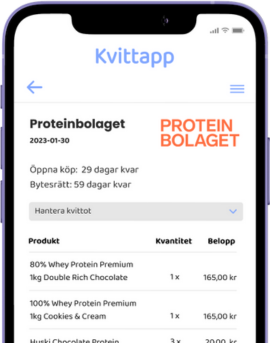 Kvittapp
Proteinbolaget
PROTEIN
BOLAGET
2023-01-30
Öppna köp: 29 dagar kvar
Bytesrätt: 59 dagar kvar
Hantera kvittot
Produkt Kvantitet Belopp
80% Whey Protein Premium
1kg Double Rich Chocolate 1 x 165,00 kr
100% Whey Protein Premium
1kg Cookies & Cream 1 x 165,00 kr
Huski Chocolate Protein 3 x 20,00 kr